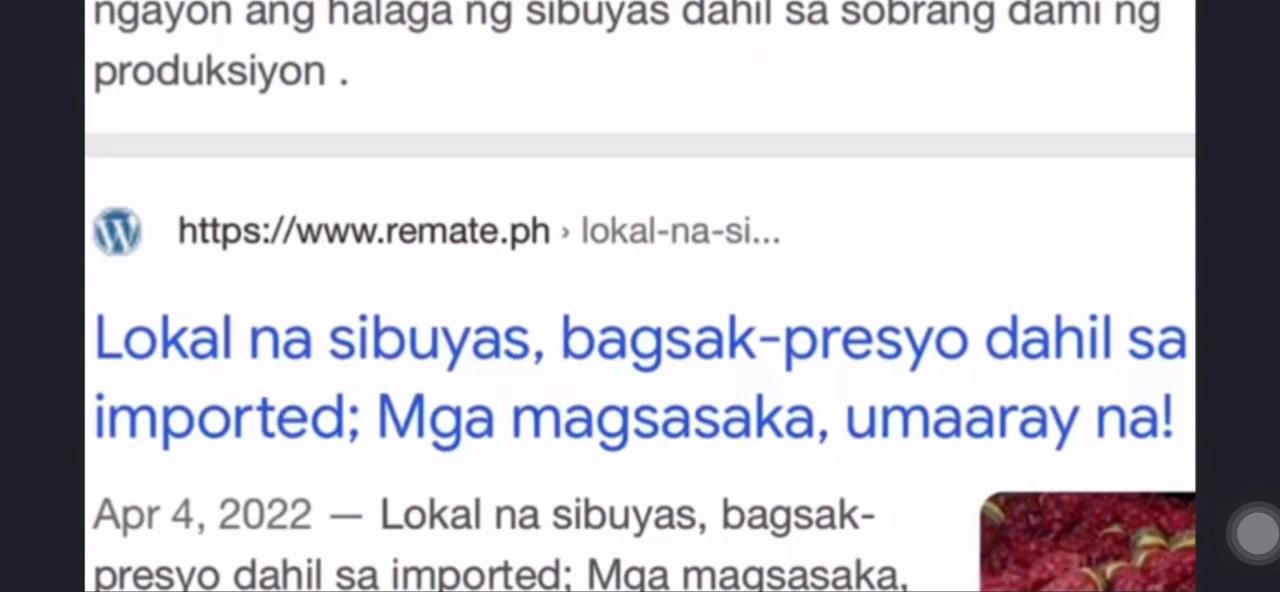 ngayon ang halaga ng sibuyas dahil sa sobrang dami ng
produksiyon .
https://www.remate.ph › lokal-na-si...
Lokal na sibuyas, bagsak-presyo dahil sa
imported; Mga magsasaka, umaaray na!
Apr 4, 2022 — Lokal na sibuyas, bagsak-
presyo dahil sa imported; Mga magsasaka,